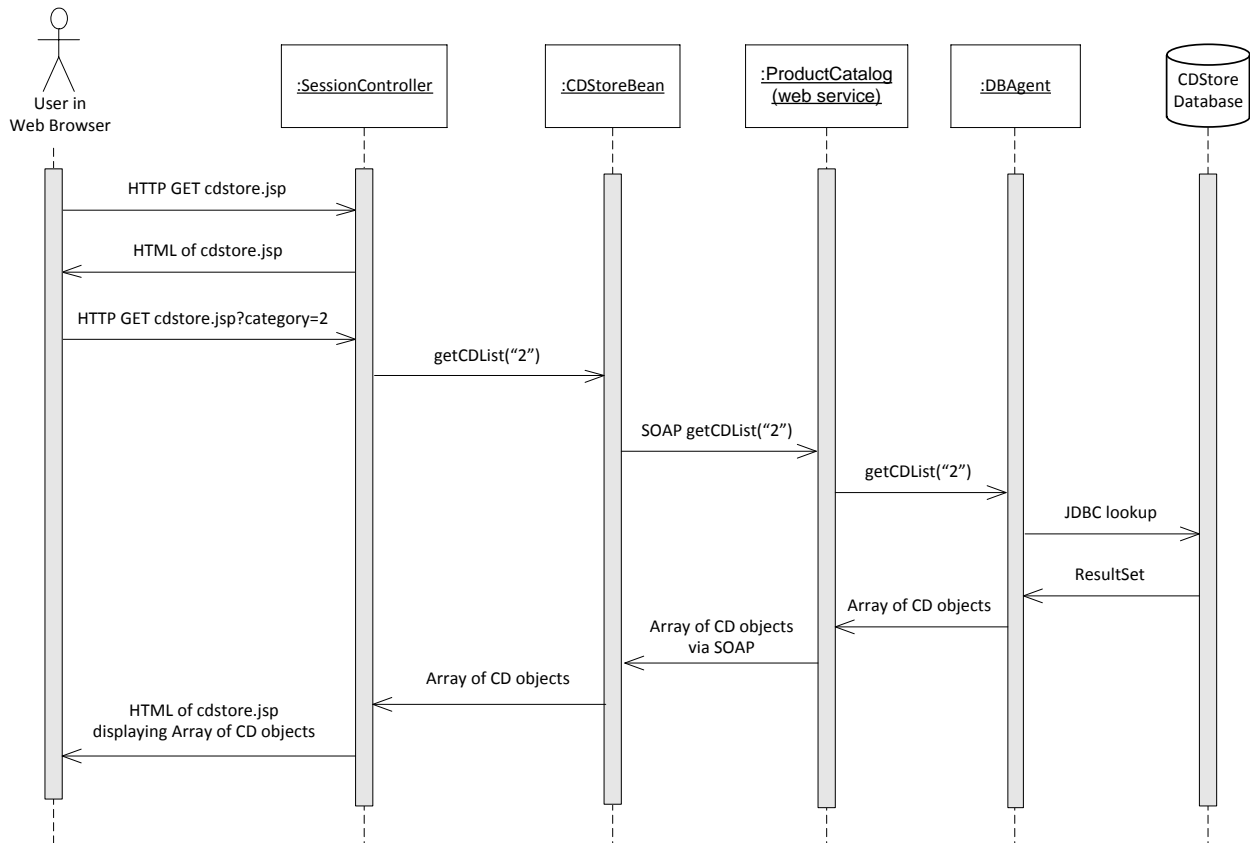 User in
Web Browser
:SessionController
:CDStoreBean
:ProductCatalog
(web service)
:DBAgent
CDStore
Database
HTTP GET cdstore.jsp
HTML of cdstore.jsp
HTTP GET cdstore.jsp?category=2
getCDList(“2”)
SOAP getCDList(“2”)
getCDList(“2”)
JDBC lookup
ResultSet
Array of CD objects
Array of CD objects
via SOAP
Array of CD objects
HTML of cdstore.jsp
displaying Array of CD objects